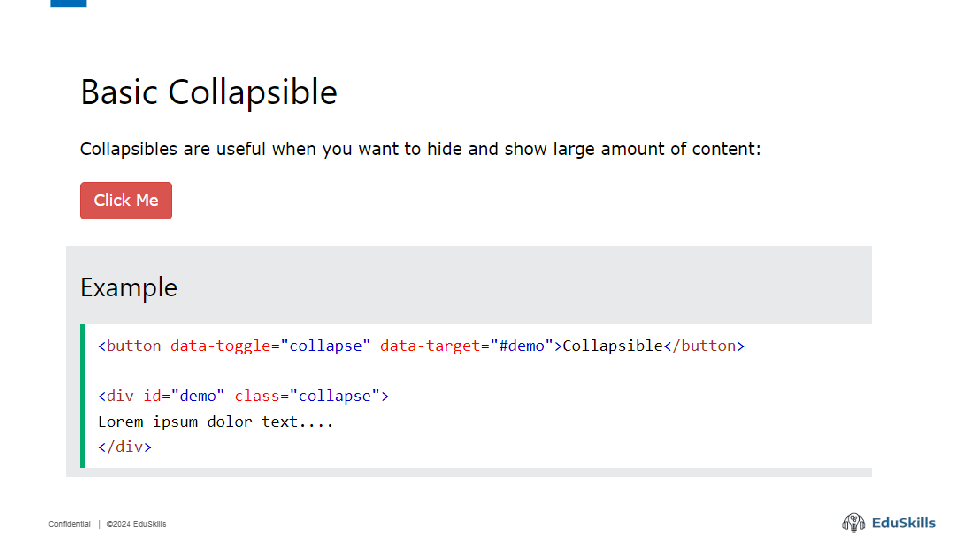 Basic Collapsible
Collapsibles are useful when you want to hide and show large amount of content:
Click Me
Example
<button data-toggle="collapse" data-target="#demo">Collapsible</button>
<div id="demo" class="collapse">
Lorem ipsum dolor text....
</div>
Confidential | ©2024 EduSkills
EduSkills